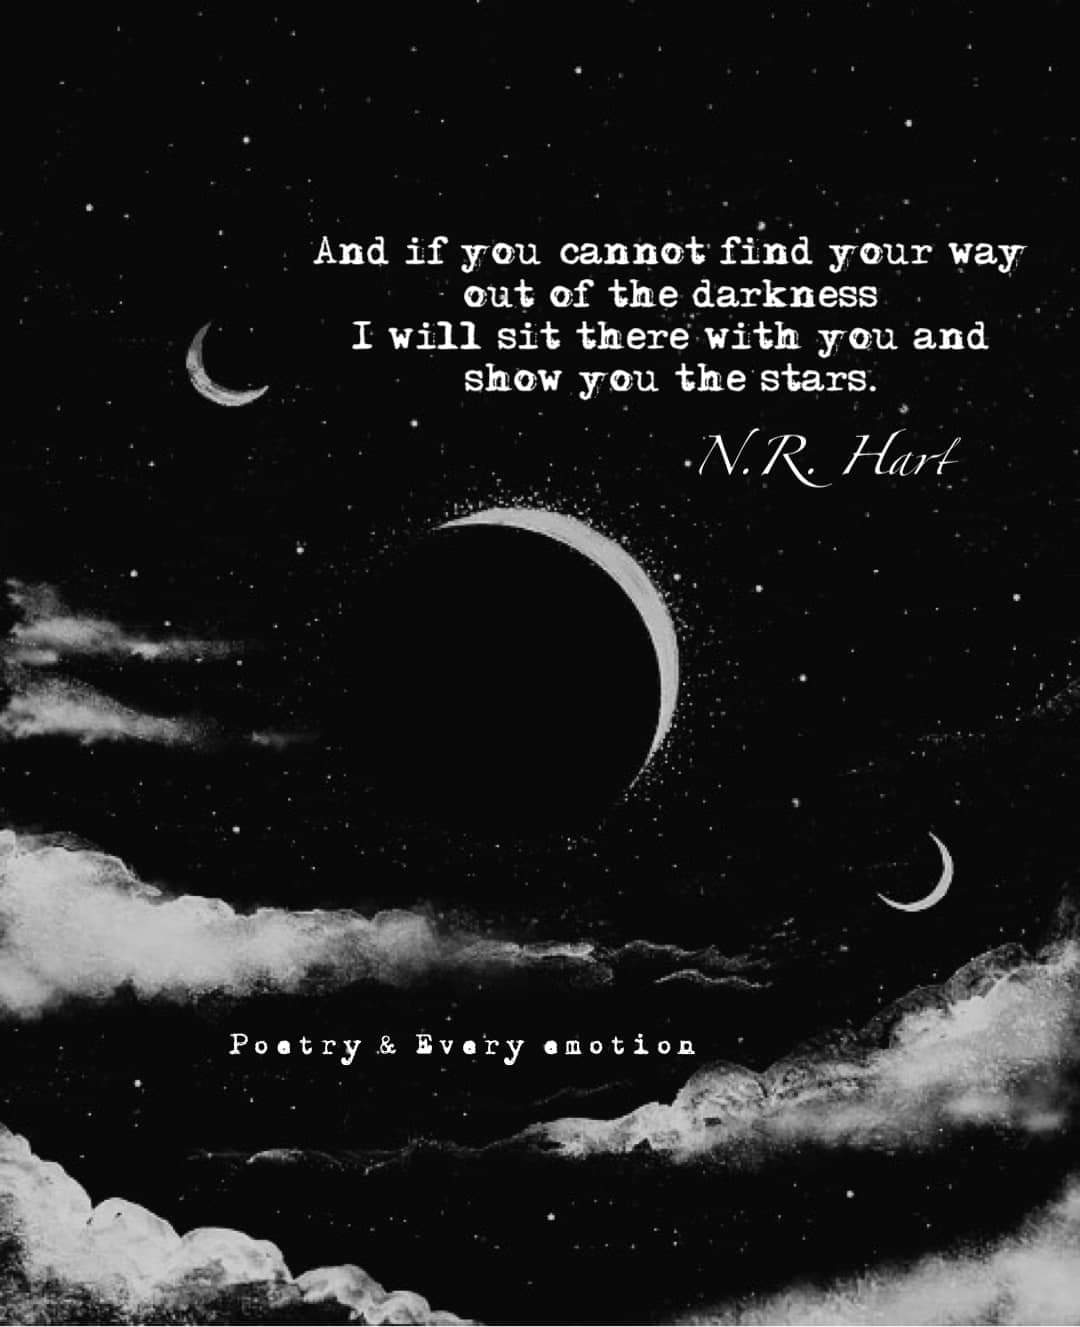 And if you cannot find your way
out of the darkness
I will sit there with you and
show you the stars.
N.R. Hart
Poetry & Every emotion